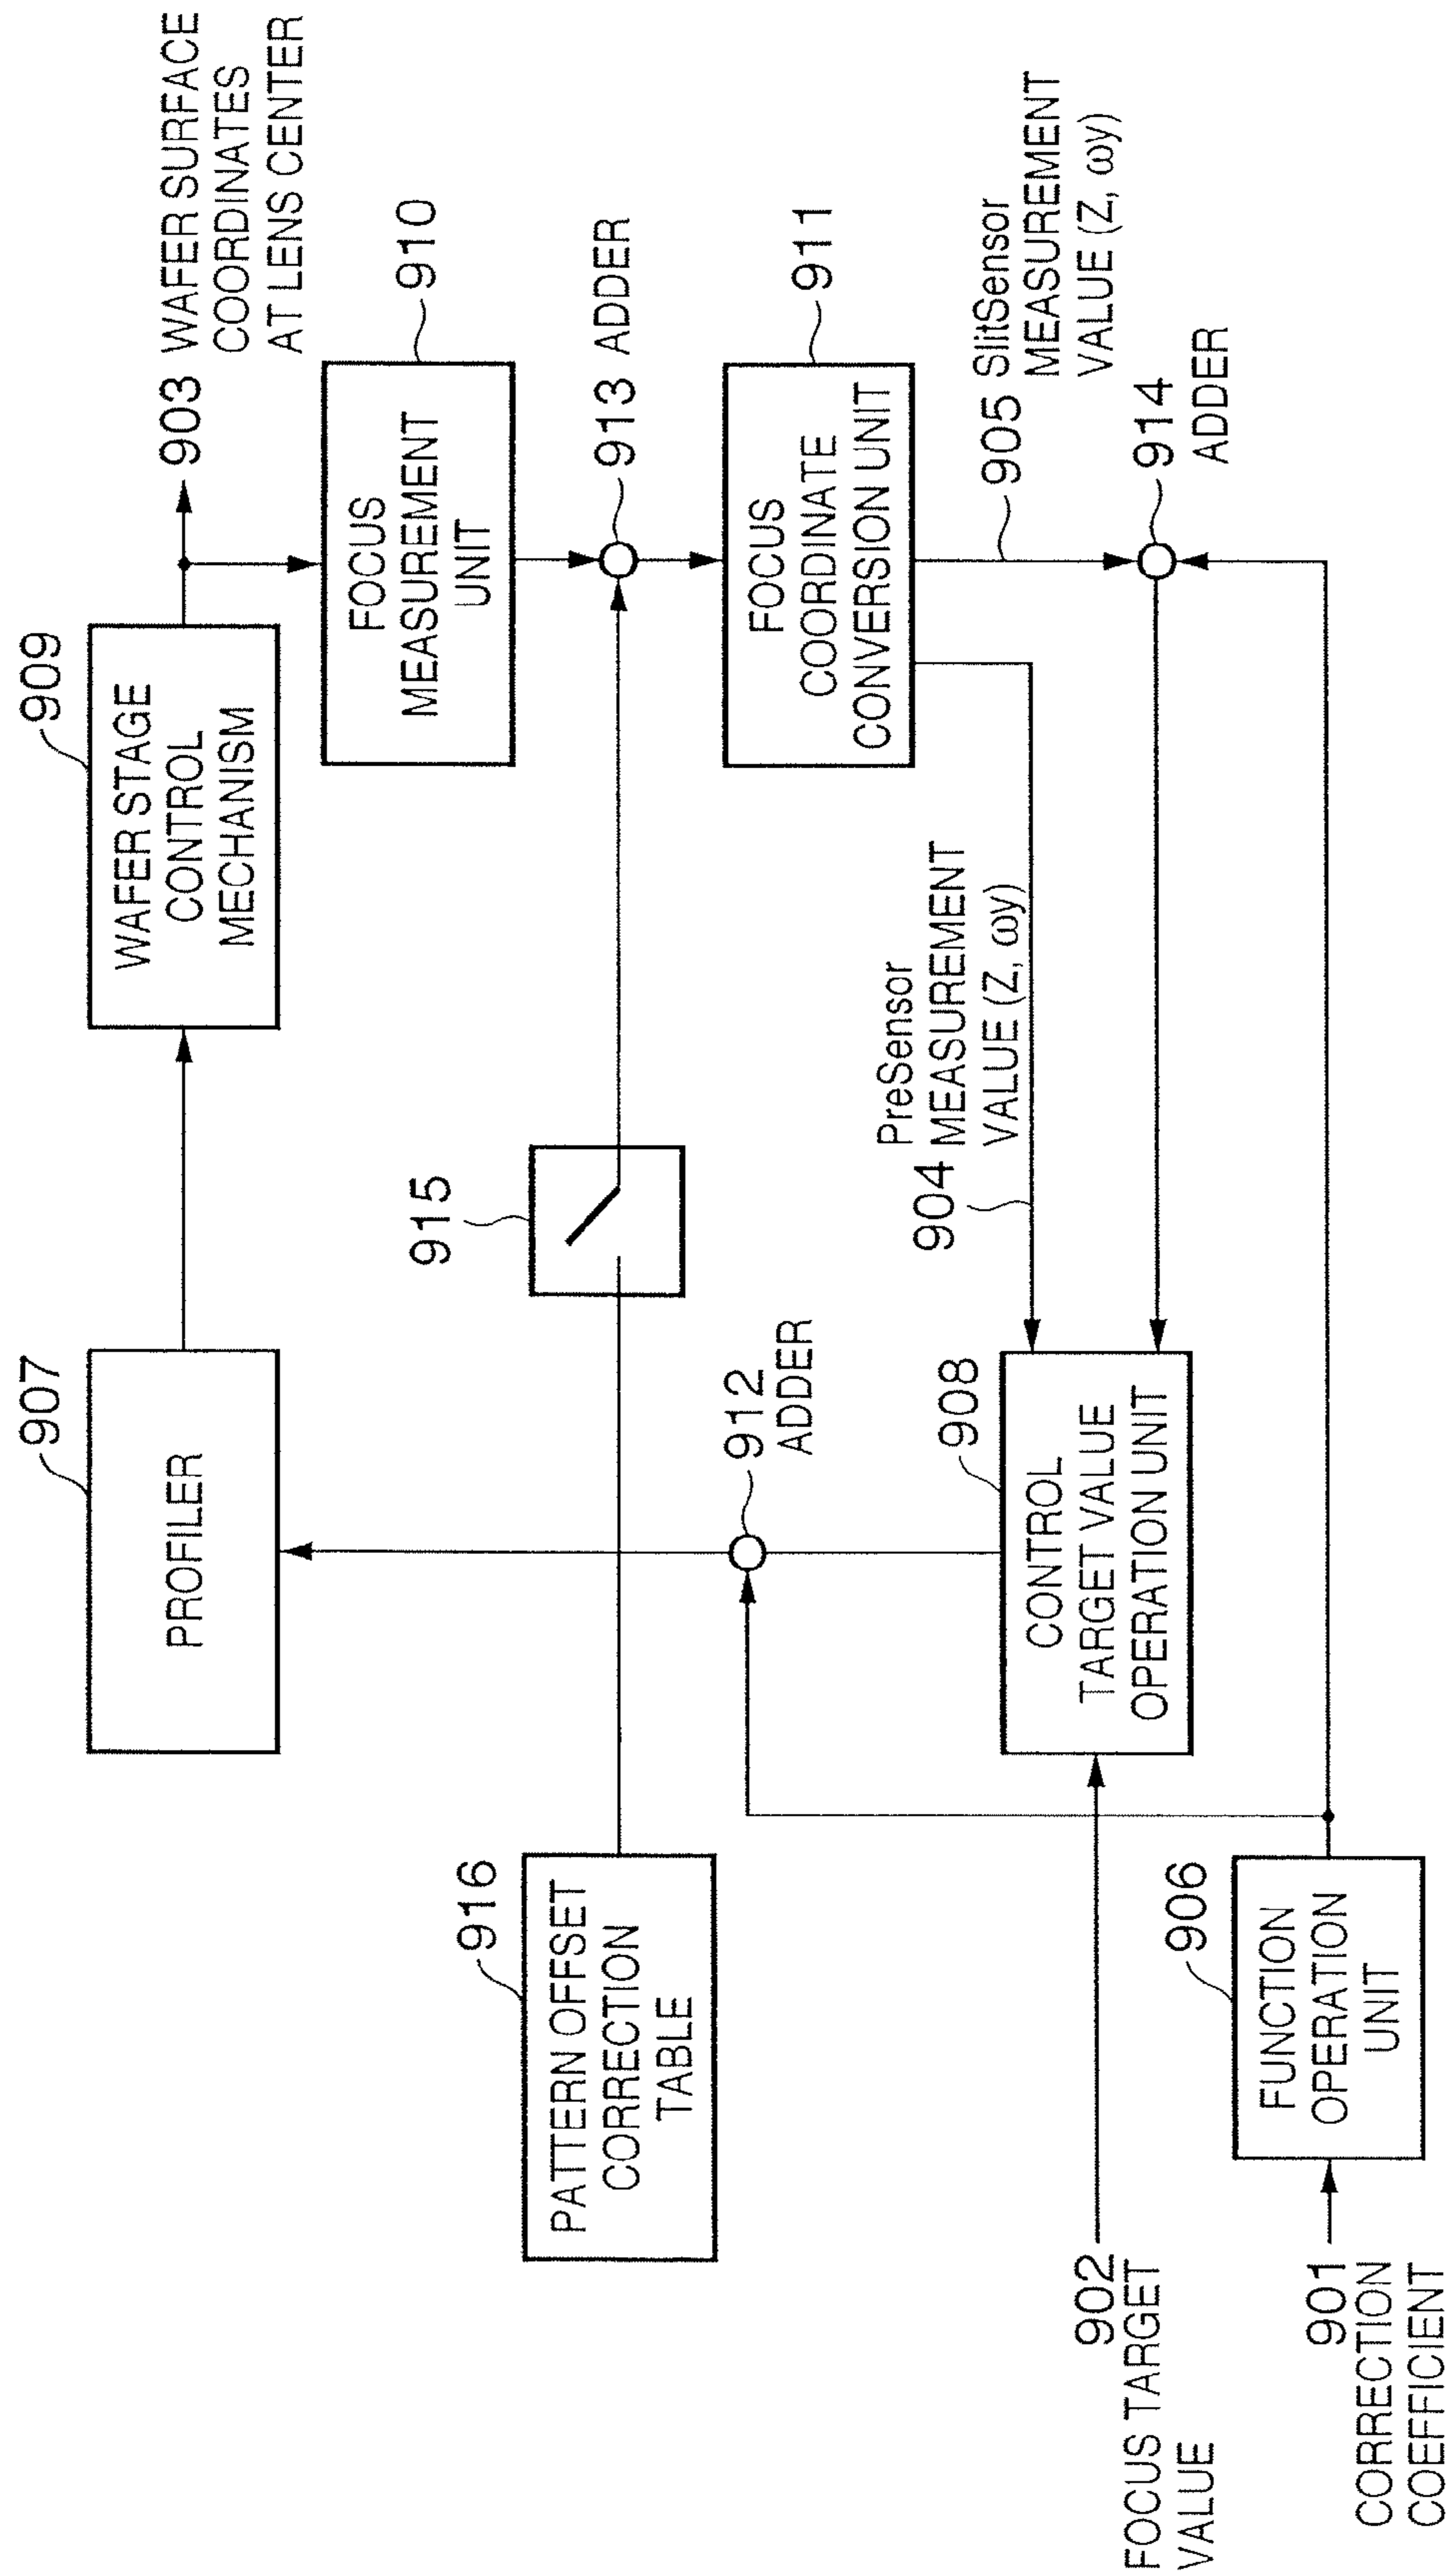 907
PROFILER
909
WAFER STAGE
CONTROL
MECHANISM
903 WAFER SURFACE
COORDINATES
AT LENS CENTER
910
FOCUS
MEASUREMENT
UNIT
916
PATTERN OFFSET
CORRECTION
TABLE
915
913 ADDER
912
ADDER
911
FOCUS
COORDINATE
CONVERSION UNIT
904
PreSensor
MEASUREMENT
VALUE (Z, ωy)
905 SlitSensor
MEASUREMENT
VALUE (Z, ωy)
908
CONTROL
TARGET VALUE
OPERATION UNIT
914
ADDER
902
FOCUS TARGET
VALUE
906
FUNCTION
OPERATION
UNIT
901
CORRECTION
COEFFICIENT